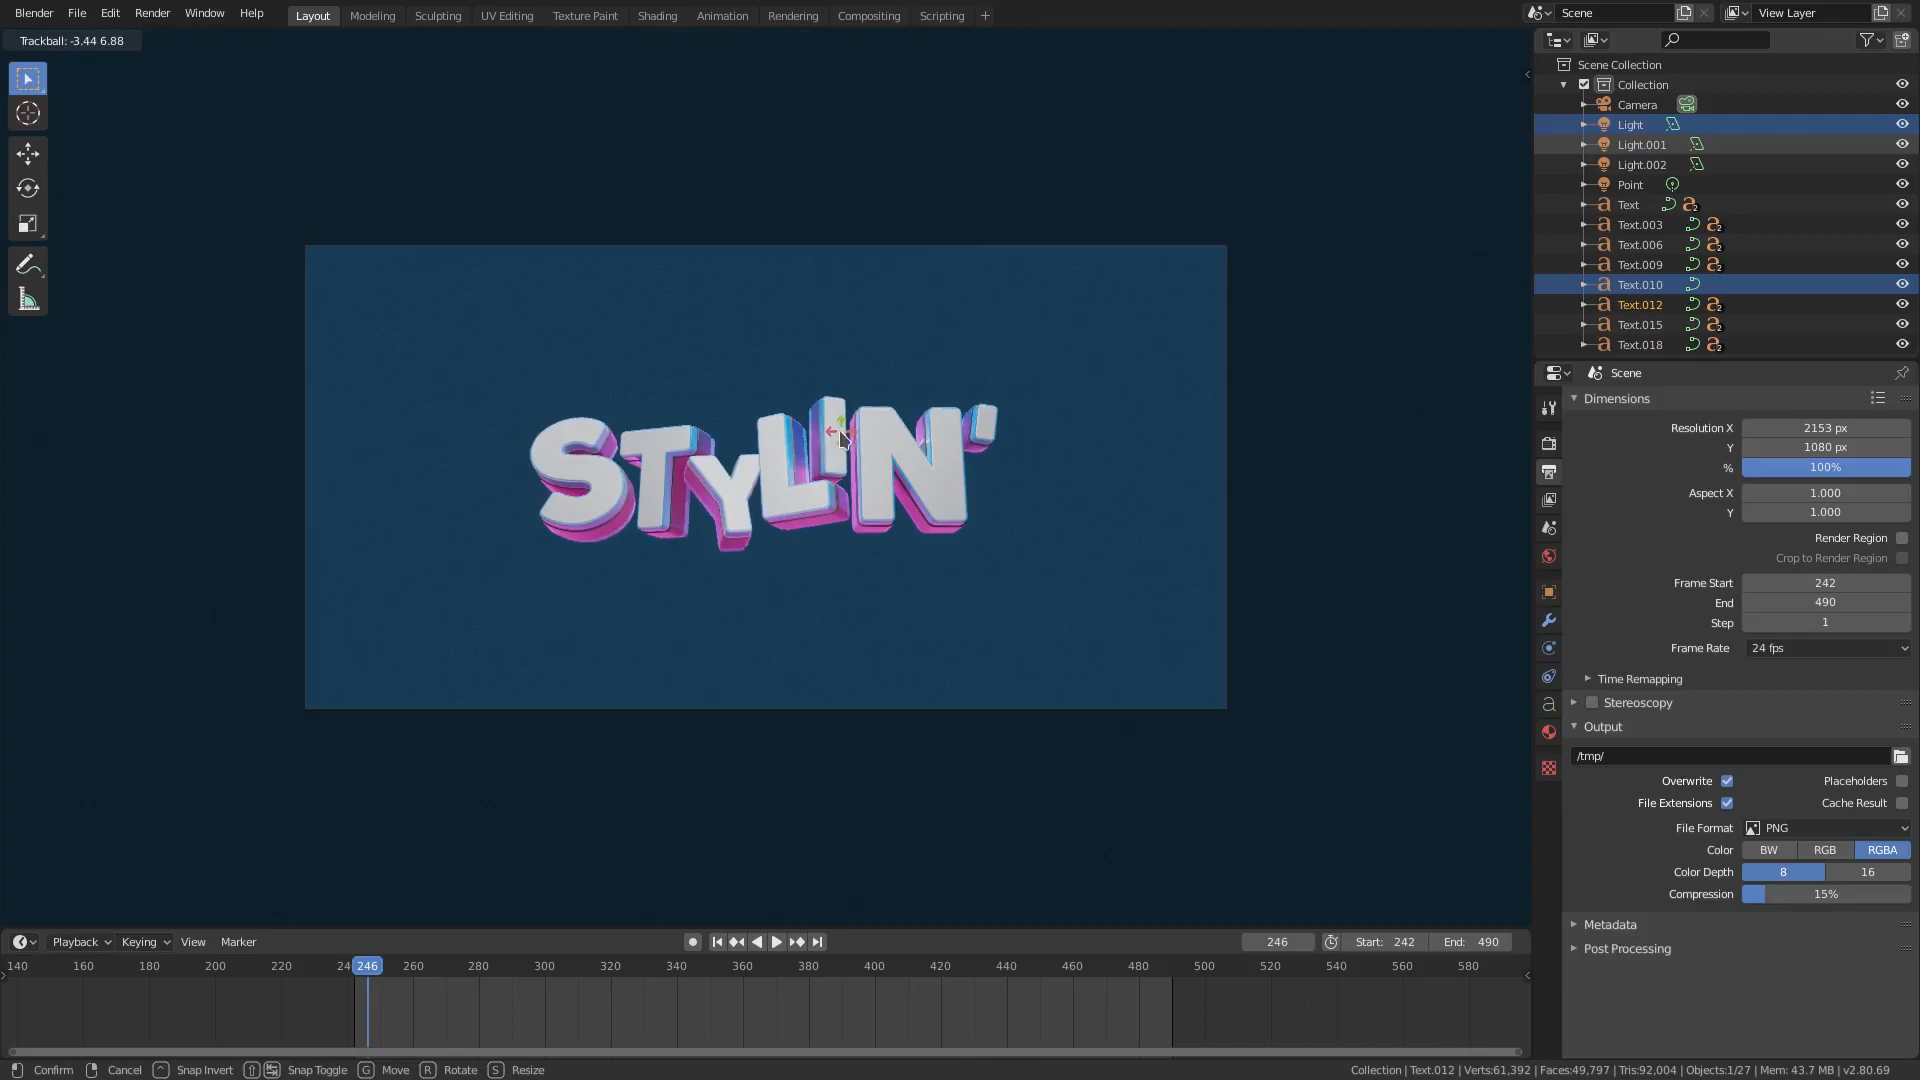 Blender File Edit Render Window Help Layout Modeling Sculpting UV Editing Texture Paint Shading Animation Rendering Compositing Scripting + Scene View Layer
Trackball: -3.44 6.88
Scene Collection
Collection
Camera
Light
Light.001
Light.002
Point
Text
Text.003
Text.006
Text.009
Text.010
Text.012
Text.015
Text.018
STYLIN'
Scene
Dimensions
Resolution X 2153 px
Y 1080 px
% 100%
Aspect X 1.000
Y 1.000
Render Region
Crop to Render Region
Frame Start 242
End 490
Step 1
Frame Rate 24 fps
Time Remapping
Stereoscopy
Output
/tmp/
Overwrite Placeholders
File Extensions Cache Result
File Format PNG
Color BW RGB RGBA
Color Depth 8 16
Compression 15%
Metadata
Post Processing
Playback Keying View Marker 246 Start: 242 End: 490
140 160 180 200 220 24 246 260 280 300 320 340 360 380 400 420 440 460 480 500 520 540 560 580
Confirm Cancel ^ Snap Invert Snap Toggle G Move R Rotate S Resize Collection | Text.012 | Verts:61,392 | Faces:49,797 | Tris:92,004 | Objects:1/27 | Mem: 43.7 MB | v2.80.69